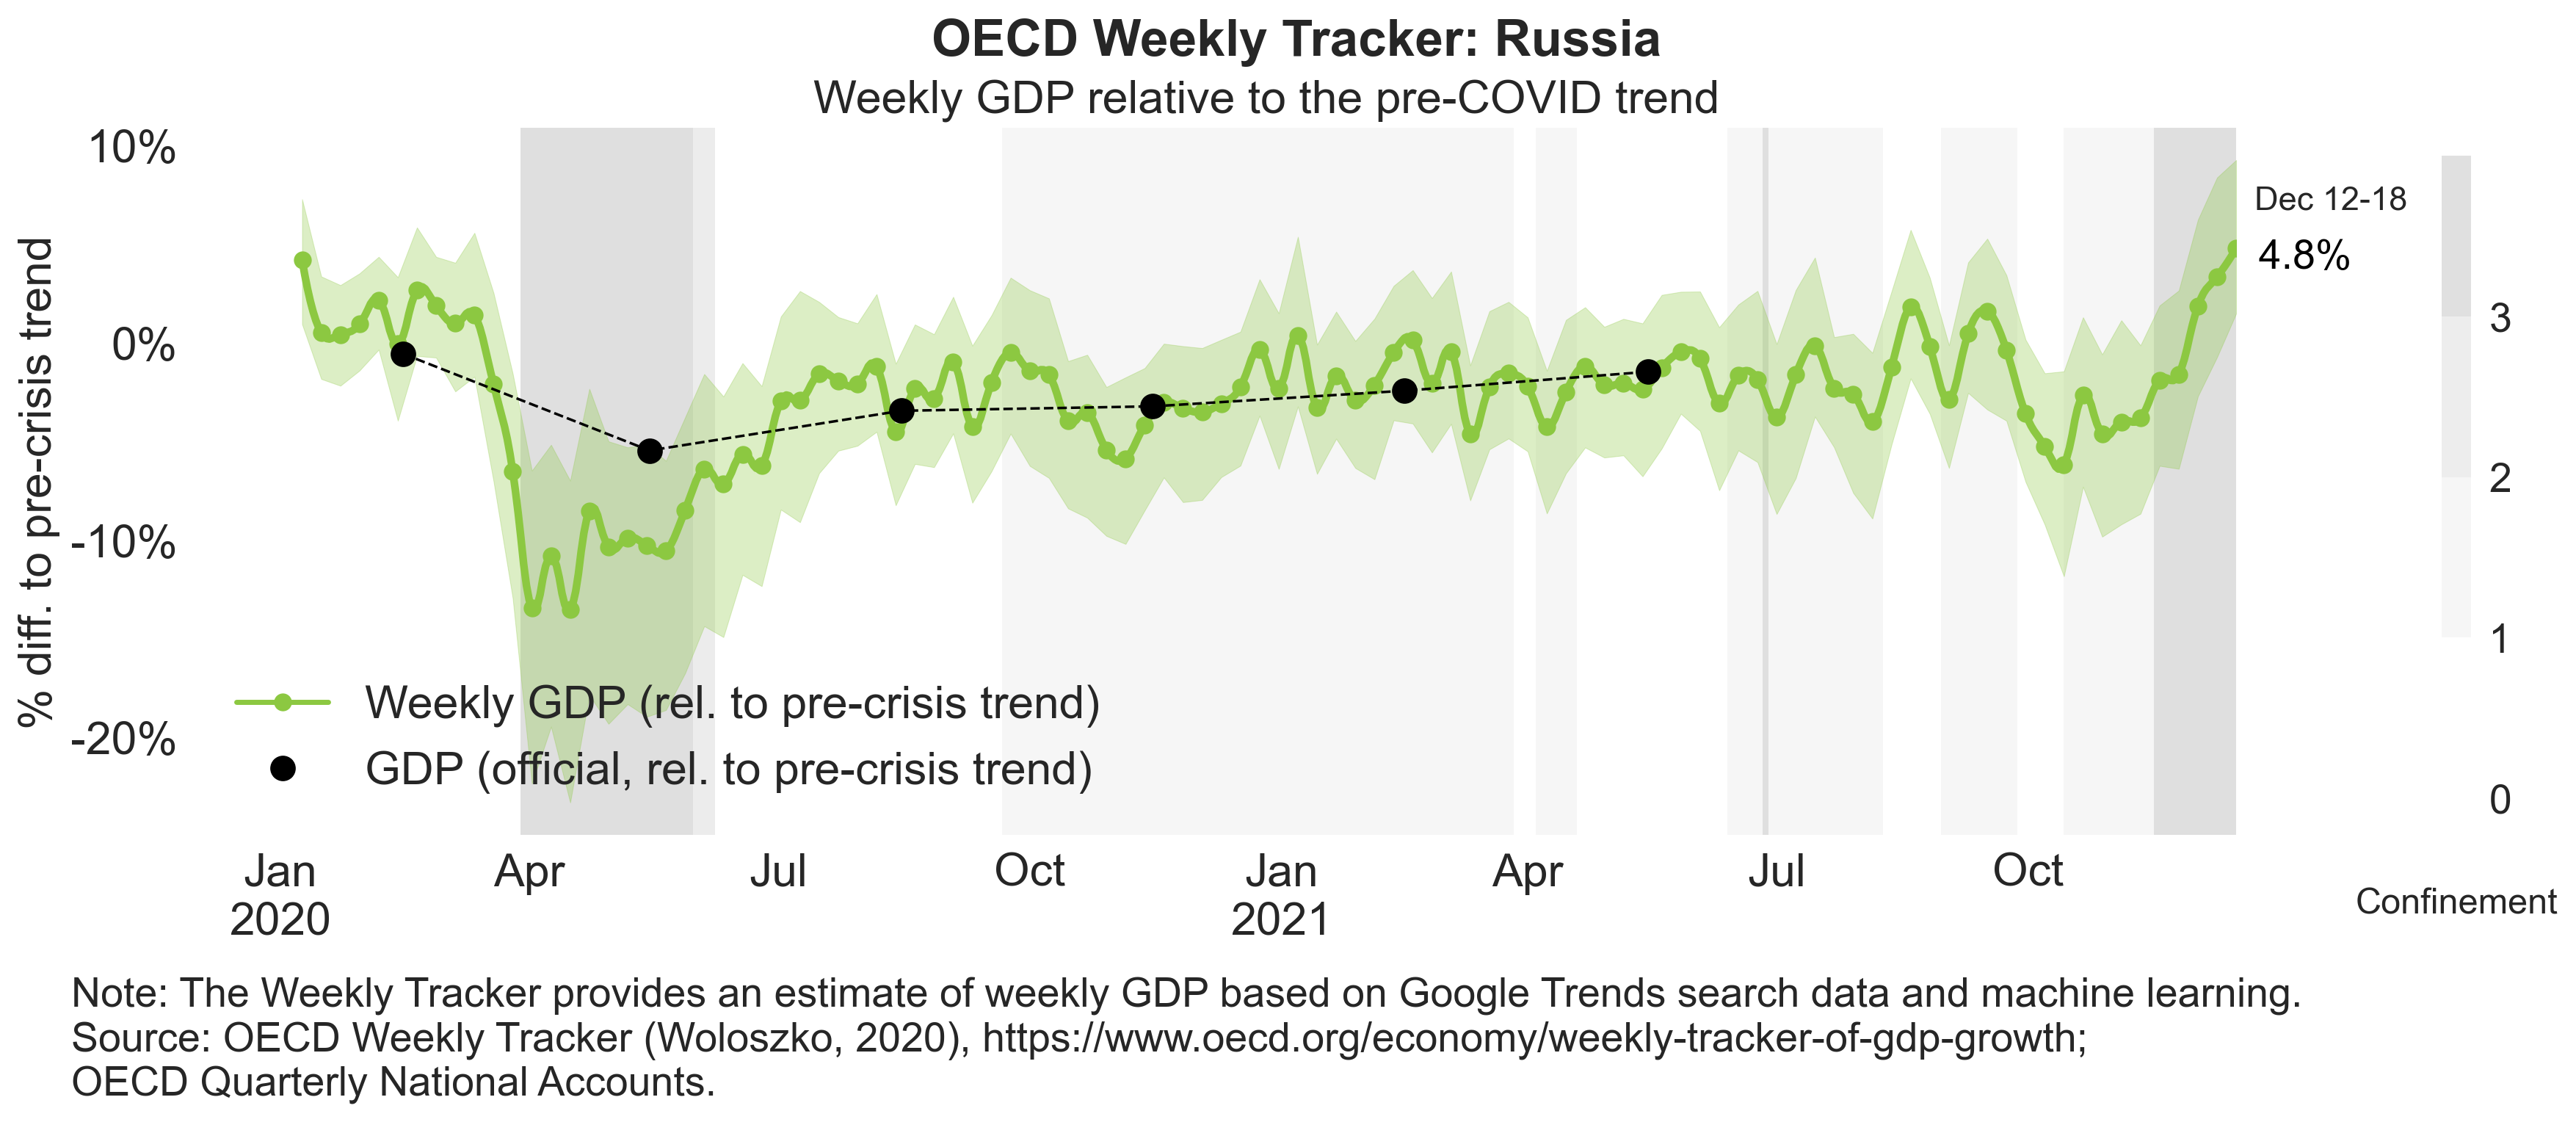 OECD Weekly Tracker: Russia
Weekly GDP relative to the pre-COVID trend
% diff. to pre-crisis trend
10%
0%
-10%
-20%
Dec 12-18
4.8%
3
2
1
0
Confinement
Weekly GDP (rel. to pre-crisis trend)
GDP (official, rel. to pre-crisis trend)
Jan Apr Jul Oct Jan Apr Jul Oct
2020 2021
Note: The Weekly Tracker provides an estimate of weekly GDP based on Google Trends search data and machine learning.
Source: OECD Weekly Tracker (Woloszko, 2020), https://www.oecd.org/economy/weekly-tracker-of-gdp-growth;
OECD Quarterly National Accounts.